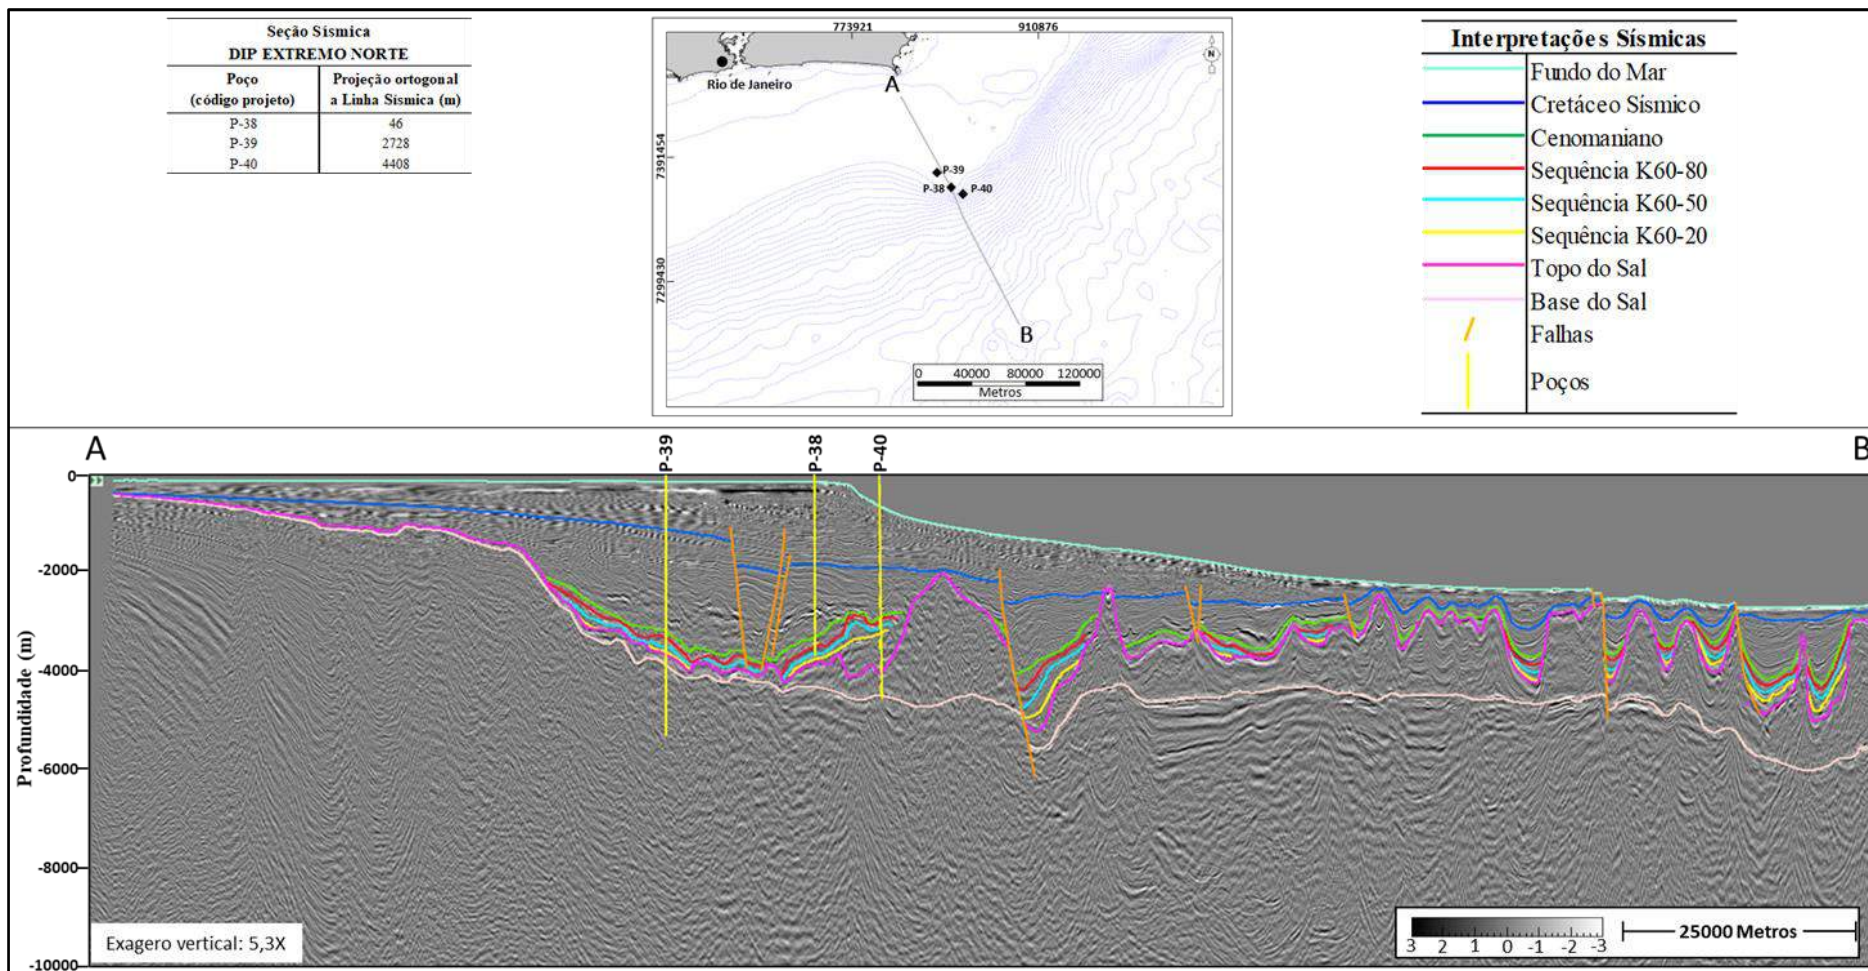 Seção Sísmica
DIP EXTREMO NORTE
Poço
(código projeto)
Projeção ortogonal
a Linha Sísmica (m)
P-38 46
P-39 2728
P-40 4408
773921 910876
7391454
7299430
N
Rio de Janeiro
A
P-39
P-38
P-40
B
0 40000 80000 120000
Metros
Interpretações Sísmicas
Fundo do Mar
Cretáceo Sísmico
Cenomaniano
Sequência K60-80
Sequência K60-50
Sequência K60-20
Topo do Sal
Base do Sal
Falhas
Poços
A B
P-39
P-38
P-40
Profundidade (m)
0
-2000
-4000
-6000
-8000
-10000
Exagero vertical: 5,3X
3 2 1 0 -1 -2 -3
25000 Metros